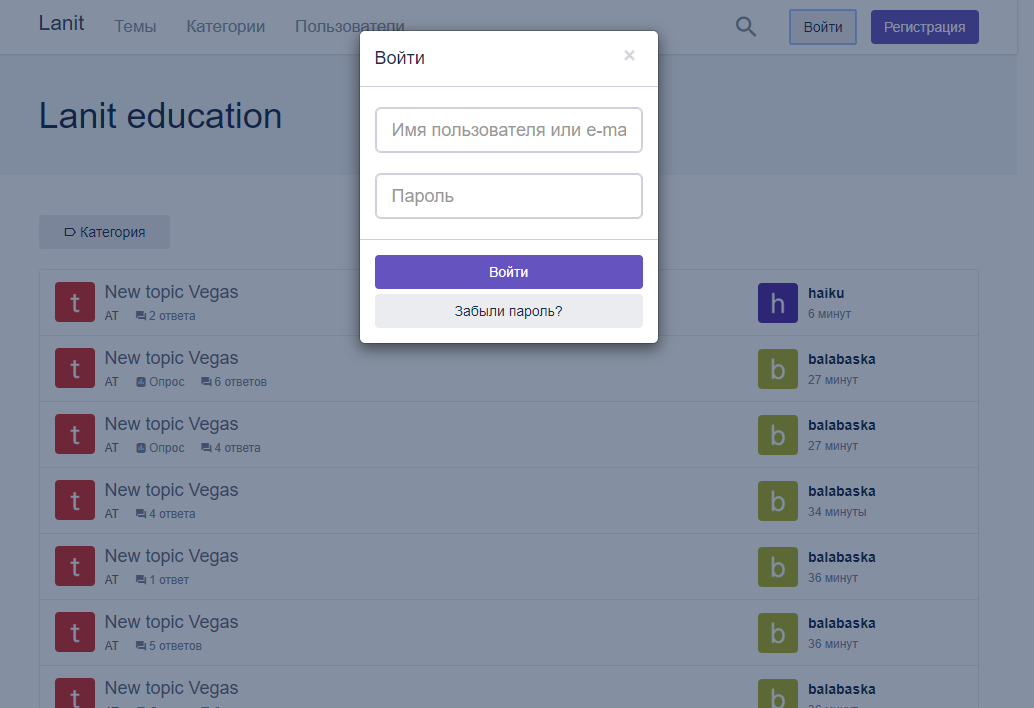 Lanit Темы Категории Пользователи Войти Регистрация
Войти ×
Lanit education
Имя пользователя или e-ma
Пароль
Категория
Войти
Забыли пароль?
t New topic Vegas h haiku
AT 2 ответа 6 минут
t New topic Vegas b balabaska
AT Опрос 6 ответов 27 минут
t New topic Vegas b balabaska
AT Опрос 4 ответа 27 минут
t New topic Vegas b balabaska
AT 4 ответа 34 минуты
t New topic Vegas b balabaska
AT 1 ответ 36 минут
t New topic Vegas b balabaska
AT 5 ответов 36 минут
t New topic Vegas b balabaska